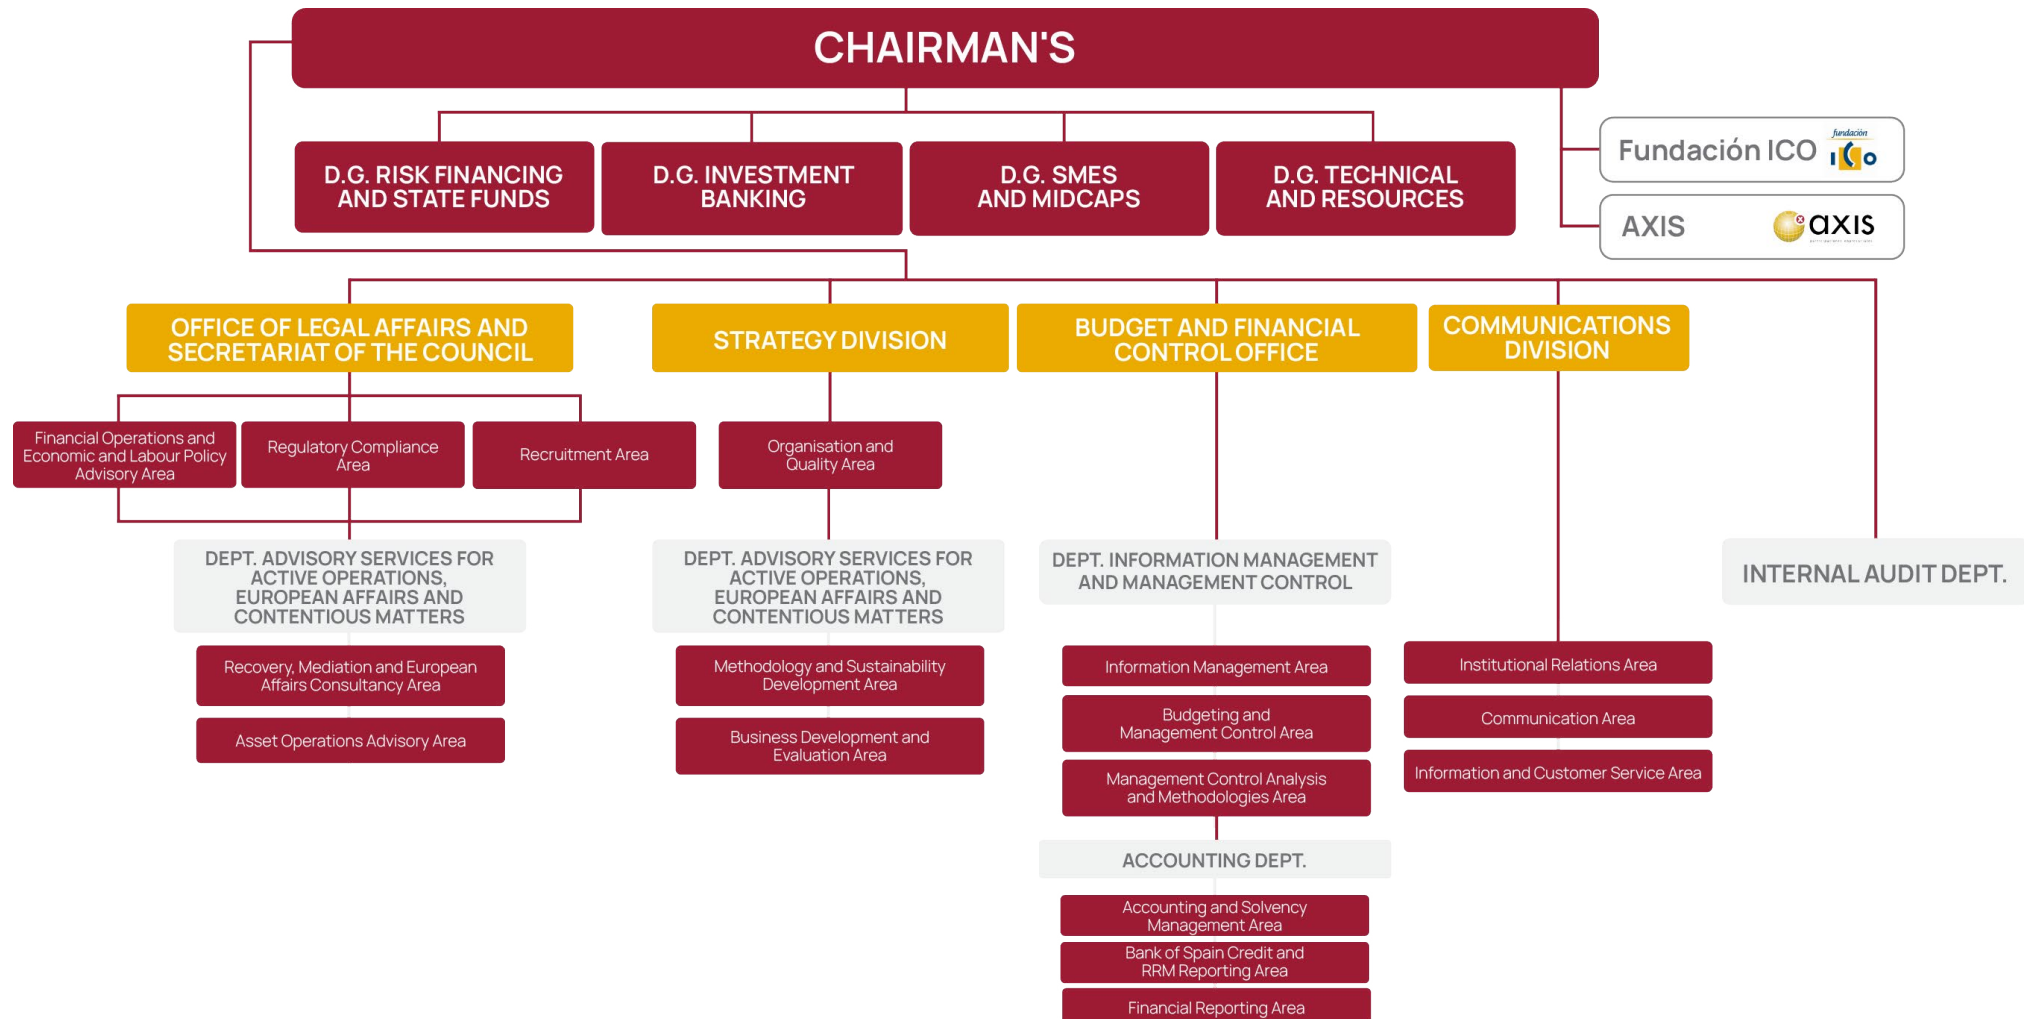 CHAIRMAN'S
D.G. RISK FINANCING
AND STATE FUNDS
D.G. INVESTMENT
BANKING
D.G. SMES
AND MIDCAPS
D.G. TECHNICAL
AND RESOURCES
Fundación ICO
fundación
ICO
AXIS
axis
OFFICE OF LEGAL AFFAIRS AND
SECRETARIAT OF THE COUNCIL
STRATEGY DIVISION
BUDGET AND FINANCIAL
CONTROL OFFICE
COMMUNICATIONS
DIVISION
Financial Operations and
Economic and Labour Policy
Advisory Area
Regulatory Compliance
Area
Recruitment Area
Organisation and
Quality Area
DEPT. ADVISORY SERVICES FOR
ACTIVE OPERATIONS,
EUROPEAN AFFAIRS AND
CONTENTIOUS MATTERS
DEPT. ADVISORY SERVICES FOR
ACTIVE OPERATIONS,
EUROPEAN AFFAIRS AND
CONTENTIOUS MATTERS
DEPT. INFORMATION MANAGEMENT
AND MANAGEMENT CONTROL
INTERNAL AUDIT DEPT.
Recovery, Mediation and European
Affairs Consultancy Area
Asset Operations Advisory Area
Methodology and Sustainability
Development Area
Business Development and
Evaluation Area
Information Management Area
Budgeting and
Management Control Area
Management Control Analysis
and Methodologies Area
Institutional Relations Area
Communication Area
Information and Customer Service Area
ACCOUNTING DEPT.
Accounting and Solvency
Management Area
Bank of Spain Credit and
RRM Reporting Area
Financial Reporting Area